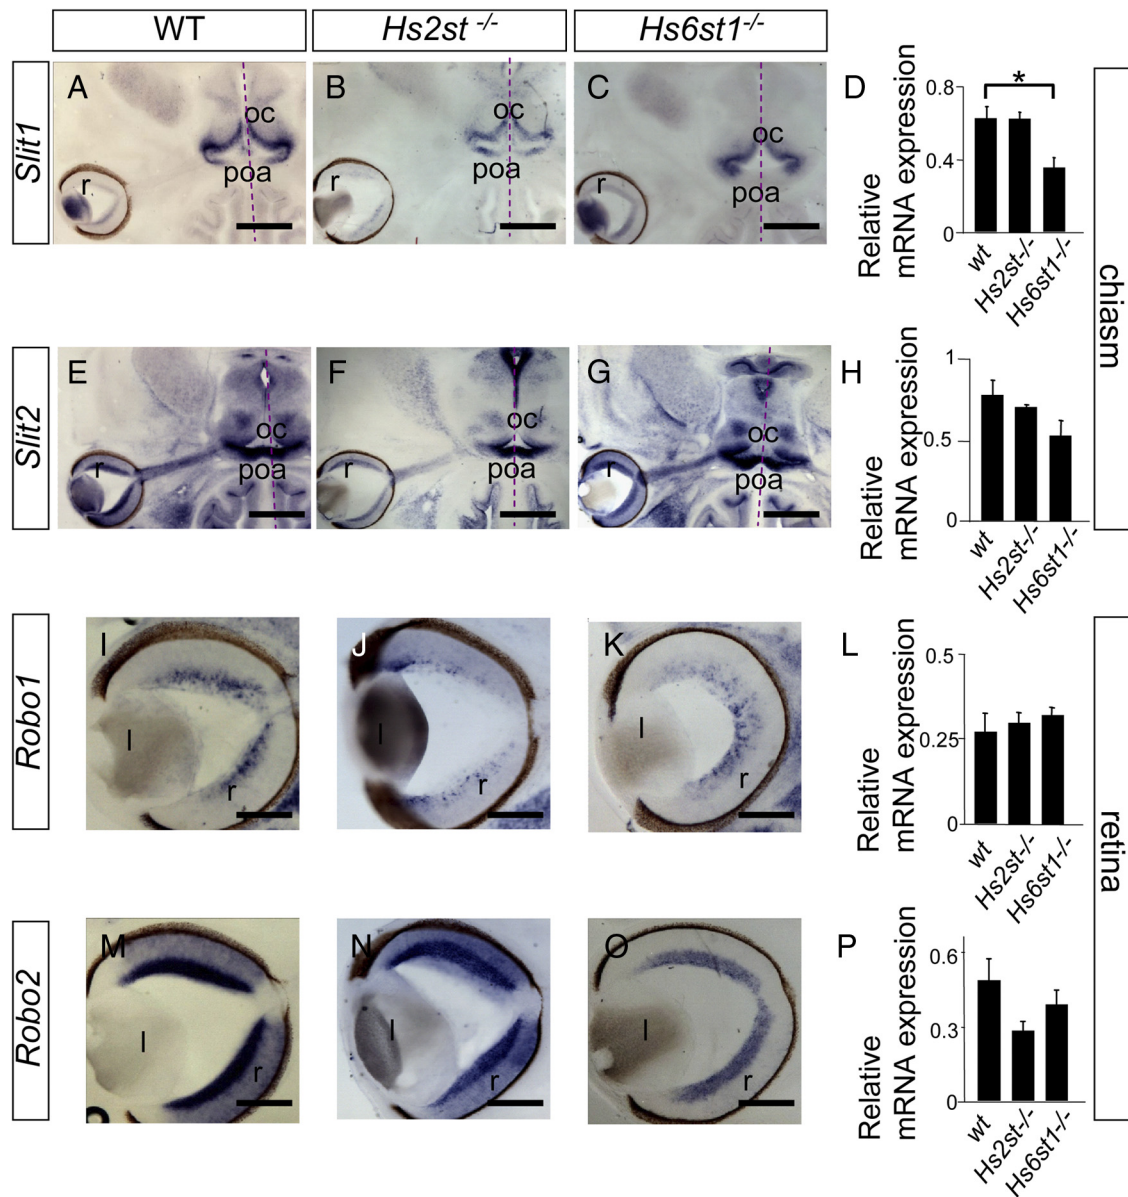 WT
Hs2st -/-
Hs6st1-/-
Slit1
A
oc
poa
r
B
oc
poa
r
C
oc
poa
r
D
Relative
mRNA expression
0.8
0.4
0
*
wt
Hs2st-/-
Hs6st1-/-
chiasm
Slit2
E
oc
poa
r
F
oc
poa
r
G
oc
poa
r
H
Relative
mRNA expression
1
0.5
0
wt
Hs2st-/-
Hs6st1-/-
Robo1
I
l
r
J
l
r
K
l
r
L
Relative
mRNA expression
0.5
0.25
0
wt
Hs2st-/-
Hs6st1-/-
retina
Robo2
M
l
r
N
l
r
O
l
r
P
Relative
mRNA expression
0.6
0.3
0
wt
Hs2st-/-
Hs6st1-/-